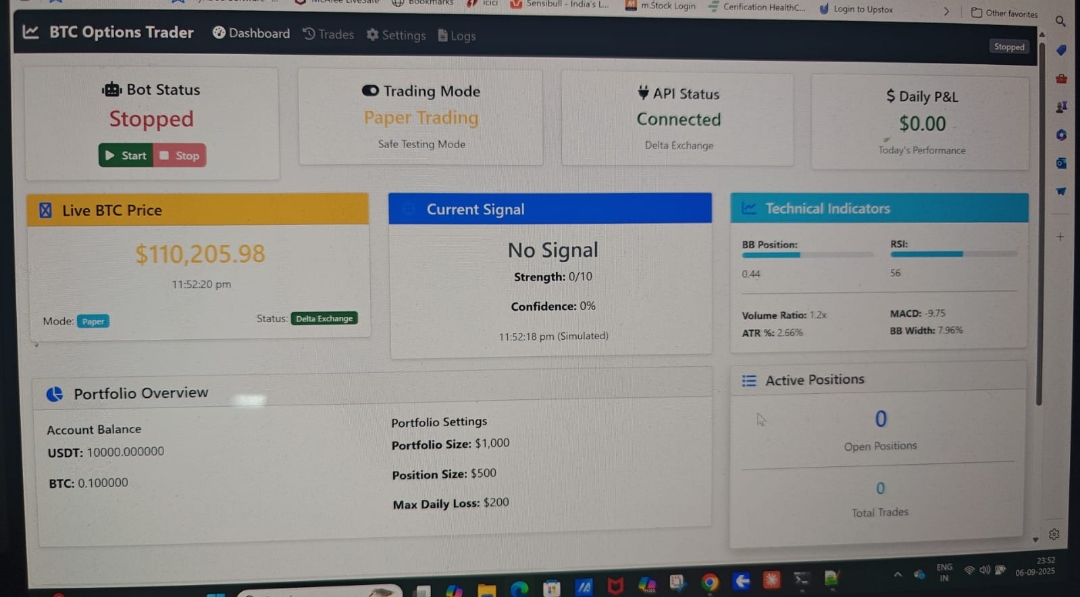 Bookmarks
icici
Sensibull - India's L...
m.Stock Login
Cerification HealthC...
Login to Upstox
Other favorites
BTC Options Trader
Dashboard
Trades
Settings
Logs
Stopped
Bot Status
Stopped
Start
Stop
Trading Mode
Paper Trading
Safe Testing Mode
API Status
Connected
Delta Exchange
$ Daily P&L
$0.00
Today's Performance
Live BTC Price
$110,205.98
11:52:20 pm
Mode: Paper
Status: Delta Exchange
Current Signal
No Signal
Strength: 0/10
Confidence: 0%
11:52:18 pm (Simulated)
Technical Indicators
BB Position:
0.44
RSI:
56
Volume Ratio: 1.2x
ATR %: 2.66%
MACD: -9.75
BB Width: 7.96%
Portfolio Overview
Account Balance
USDT: 10000.000000
BTC: 0.100000
Portfolio Settings
Portfolio Size: $1,000
Position Size: $500
Max Daily Loss: $200
Active Positions
0
Open Positions
0
Total Trades
ENG
IN
23:52
06-09-2025